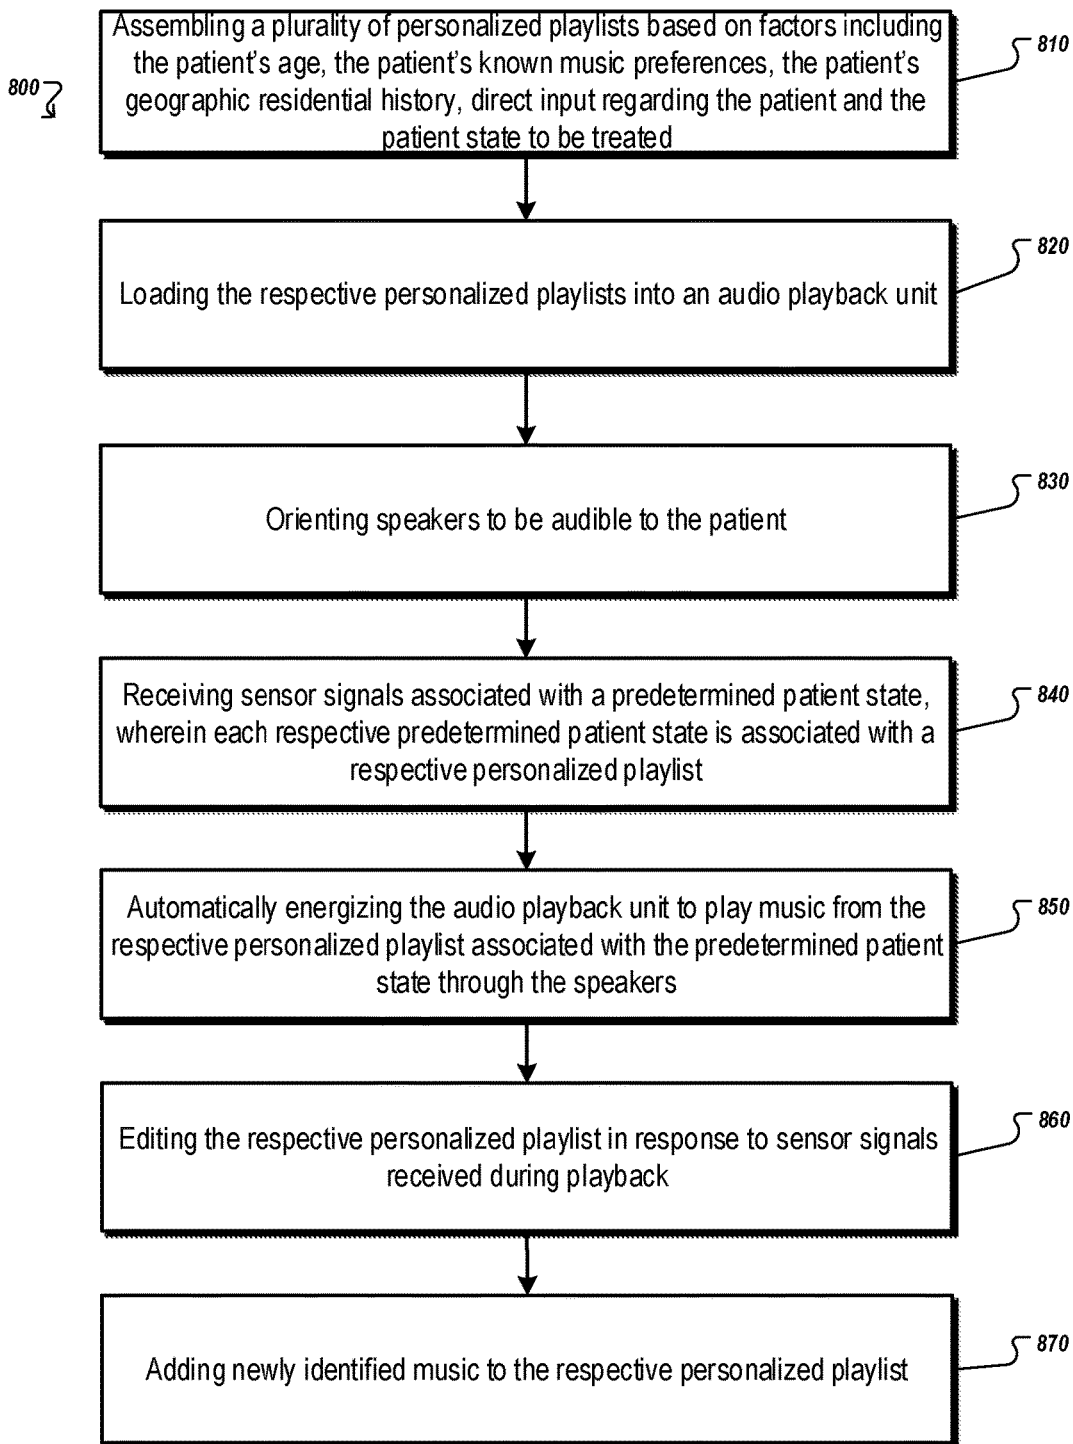 800
Assembling a plurality of personalized playlists based on factors including
the patient's age, the patient's known music preferences, the patient's
geographic residential history, direct input regarding the patient and the
patient state to be treated
810
Loading the respective personalized playlists into an audio playback unit
820
Orienting speakers to be audible to the patient
830
Receiving sensor signals associated with a predetermined patient state,
wherein each respective predetermined patient state is associated with a
respective personalized playlist
840
Automatically energizing the audio playback unit to play music from the
respective personalized playlist associated with the predetermined patient
state through the speakers
850
Editing the respective personalized playlist in response to sensor signals
received during playback
860
Adding newly identified music to the respective personalized playlist
870